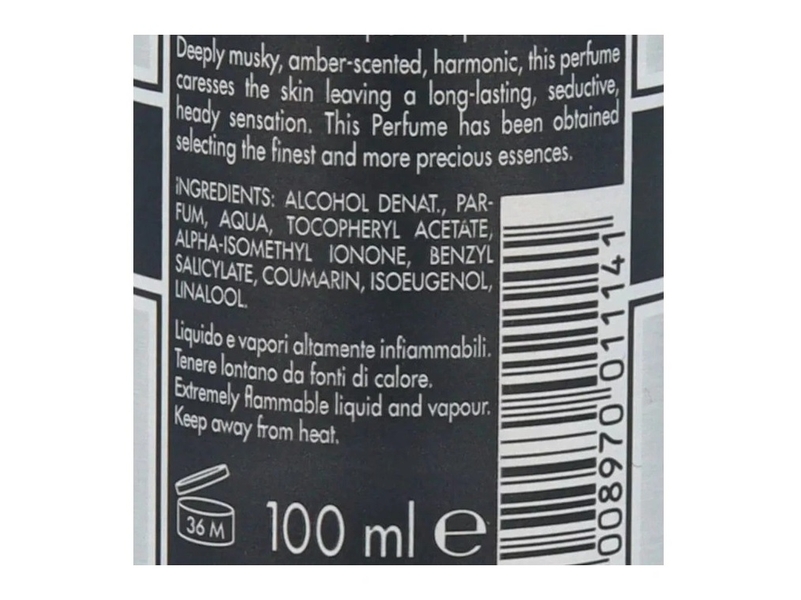 Deeply musky, amber-scented, harmonic, this perfume
caresses the skin leaving a long-lasting, seductive,
heady sensation. This Perfume has been obtained
selecting the finest and more precious essences.
INGREDIENTS: ALCOHOL DENAT., PAR-
FUM, AQUA, TOCOPHERYL ACETATE,
ALPHA-ISOMETHYL IONONE, BENZYL
SALICYLATE, COUMARIN, ISOEUGENOL,
LINALOOL.
Liquido e vapori altamente infiammabili.
Tenere lontano da fonti di calore.
Extremely flammable liquid and vapour.
Keep away from heat.
36 M
100 ml e
008970 011141